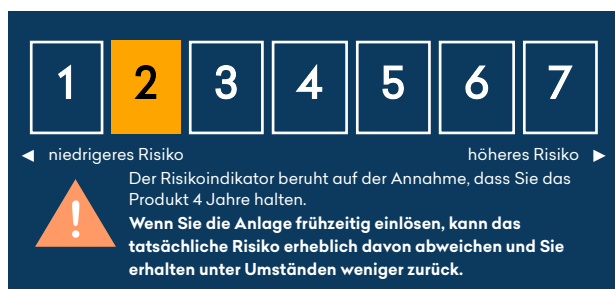 1 2 3 4 5 6 7
◄ niedrigeres Risiko höheres Risiko ►
Der Risikoindikator beruht auf der Annahme, dass Sie das
Produkt 4 Jahre halten.
Wenn Sie die Anlage frühzeitig einlösen, kann das
tatsächliche Risiko erheblich davon abweichen und Sie
erhalten unter Umständen weniger zurück.
!